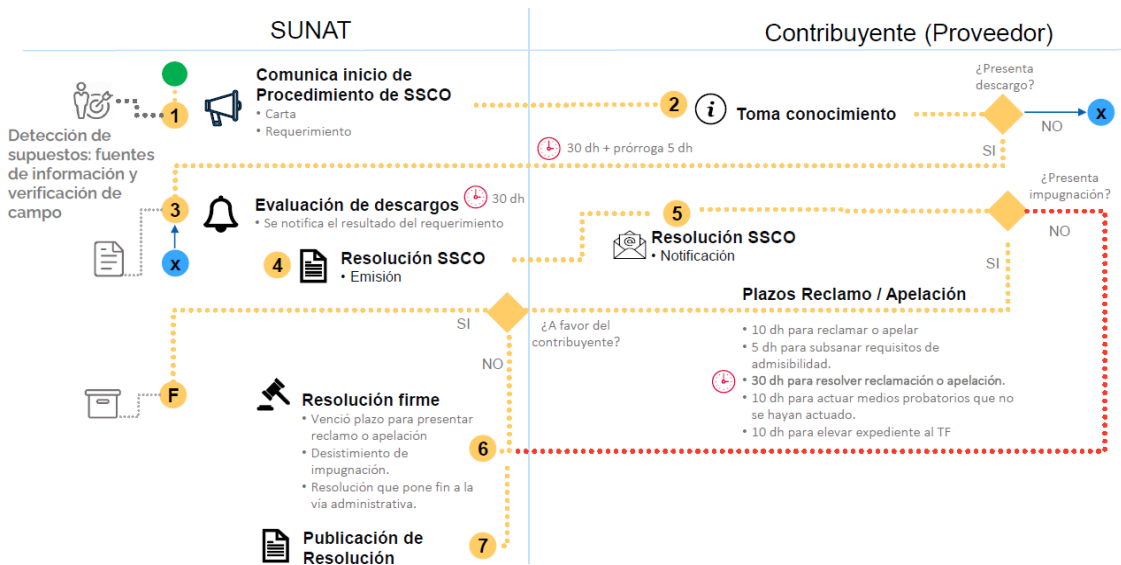 SUNAT
Contribuyente (Proveedor)
Comunica inicio de
Procedimiento de SSCO
• Carta
• Requerimiento
1
2
Toma conocimiento
¿Presenta
descargo?
NO
x
SI
Detección de
supuestos: fuentes
de información y
verificación de
campo
30 dh + prórroga 5 dh
3
Evaluación de descargos
30 dh
• Se notifica el resultado del requerimiento
x
4
Resolución SSCO
• Emisión
5
Resolución SSCO
• Notificación
¿Presenta
impugnación?
NO
SI
Plazos Reclamo / Apelación
• 10 dh para reclamar o apelar
• 5 dh para subsanar requisitos de
admisibilidad.
• 30 dh para resolver reclamación o apelación.
• 10 dh para actuar medios probatorios que no
se hayan actuado.
• 10 dh para elevar expediente al TF
SI
¿A favor del
contribuyente?
NO
F
Resolución firme
• Venció plazo para presentar
reclamo o apelación
• Desistimiento de
impugnación.
• Resolución que pone fin a la
vía administrativa.
6
Publicación de
Resolución
7